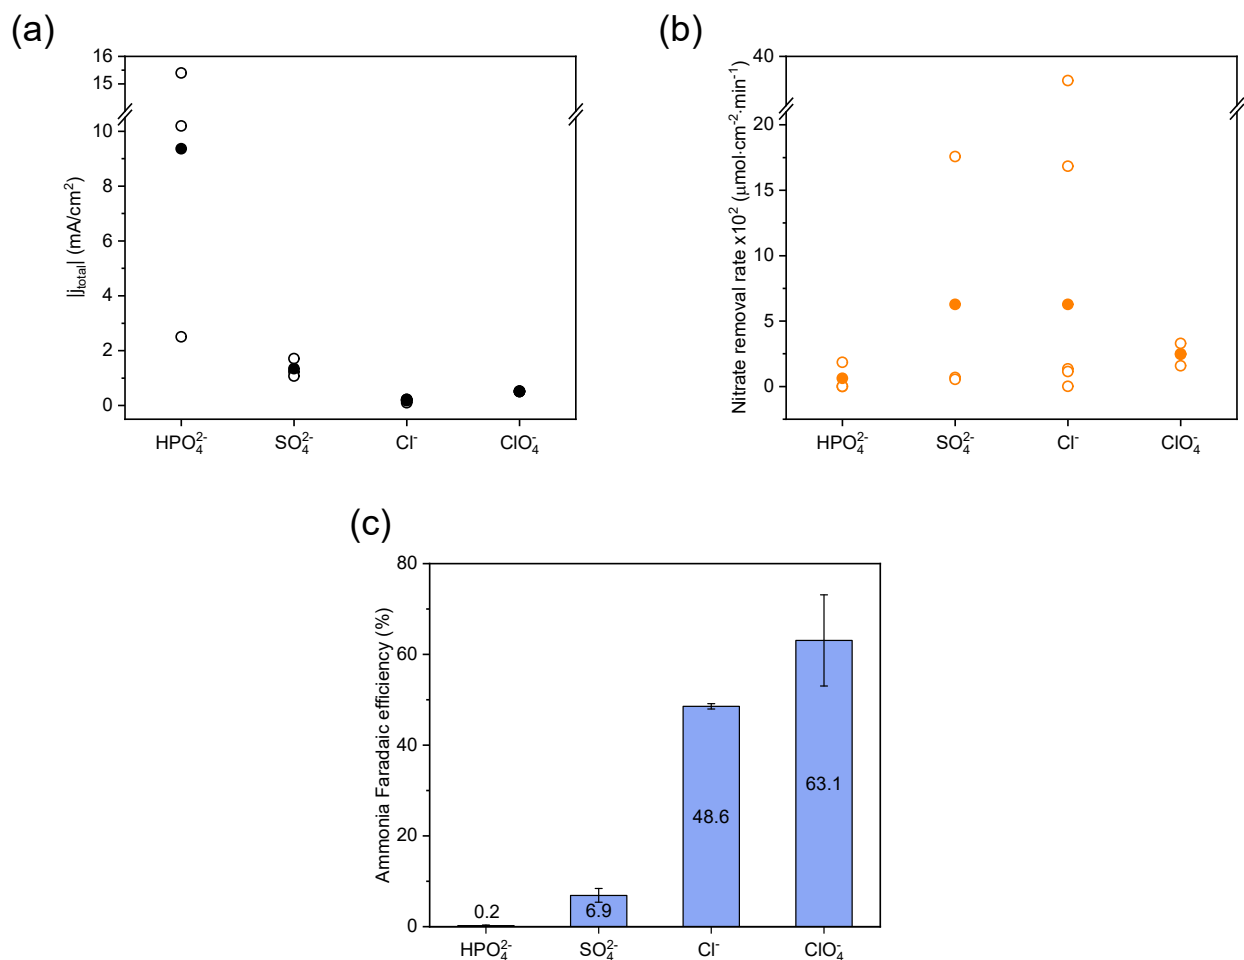 (a)
16
15
10
8
6
4
2
0
|j_total| (mA/cm²)
HPO₄²⁻
SO₄²⁻
Cl⁻
ClO₄⁻
(b)
40
20
15
10
5
0
Nitrate removal rate x10² (μmol·cm⁻²·min⁻¹)
HPO₄²⁻
SO₄²⁻
Cl⁻
ClO₄⁻
(c)
80
60
40
20
0
Ammonia Faradaic efficiency (%)
0.2
6.9
48.6
63.1
HPO₄²⁻
SO₄²⁻
Cl⁻
ClO₄⁻